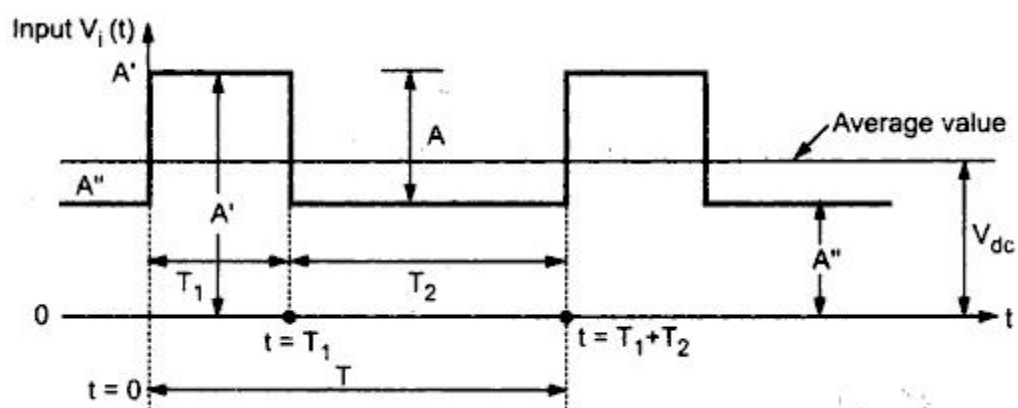 Input V_i (t)
A'
A
Average value
A"
A'
A"
V_dc
T_1
T_2
0
t
t = T_1
t = T_1+T_2
t = 0
T